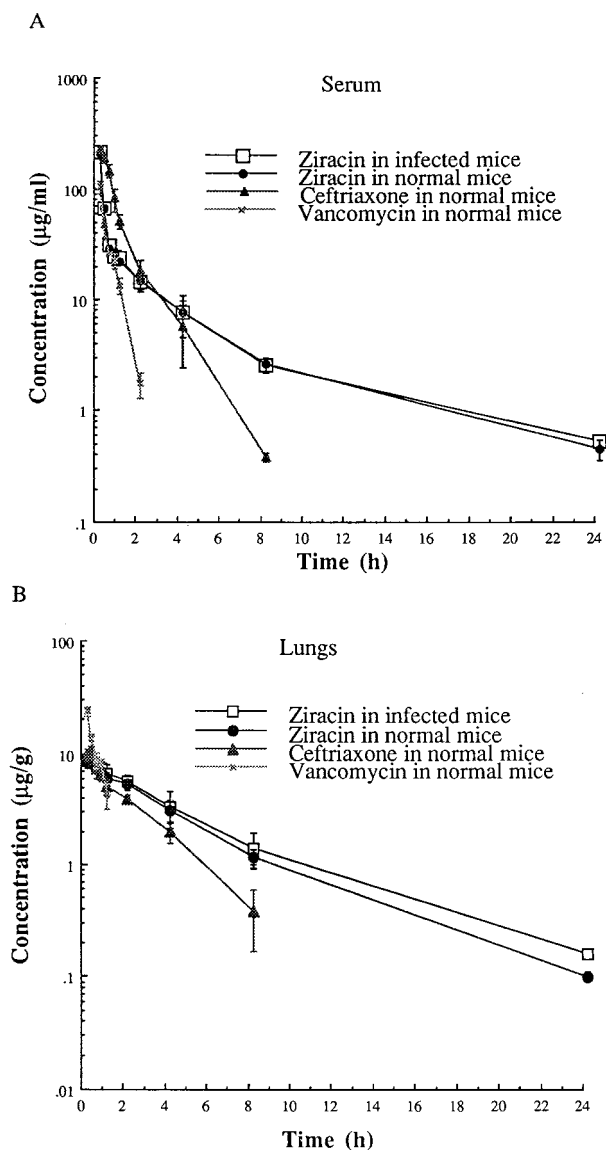 A
Serum
1000
100
10
1
.1
Concentration (µg/ml)
Ziracin in infected mice
Ziracin in normal mice
Ceftriaxone in normal mice
Vancomycin in normal mice
0 2 4 6 8 10 12 14 16 18 20 22 24
Time (h)
B
Lungs
100
10
1
.1
.01
Concentration (µg/g)
Ziracin in infected mice
Ziracin in normal mice
Ceftriaxone in normal mice
Vancomycin in normal mice
0 2 4 6 8 10 12 14 16 18 20 22 24
Time (h)